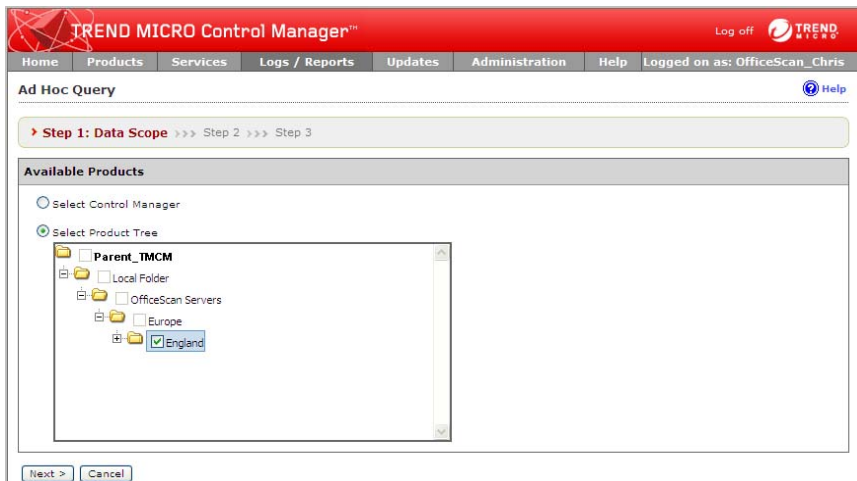 TREND MICRO Control Manager™
Log off
TREND MICRO
Home Products Services Logs / Reports Updates Administration Help Logged on as: OfficeScan_Chris
Ad Hoc Query
? Help
Step 1: Data Scope >>> Step 2 >>> Step 3
Available Products
Select Control Manager
Select Product Tree
Parent_TMCM
Local Folder
OfficeScan Servers
Europe
England
Next > Cancel